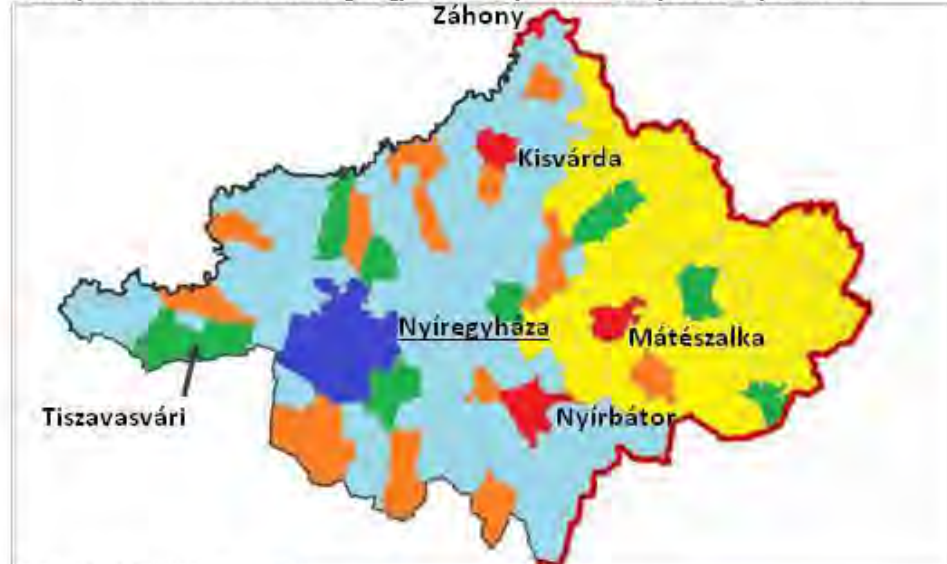 Záhony
Kisvárda
Nyíregyháza
Mátészalka
Tiszavasvári
Nyírbátor